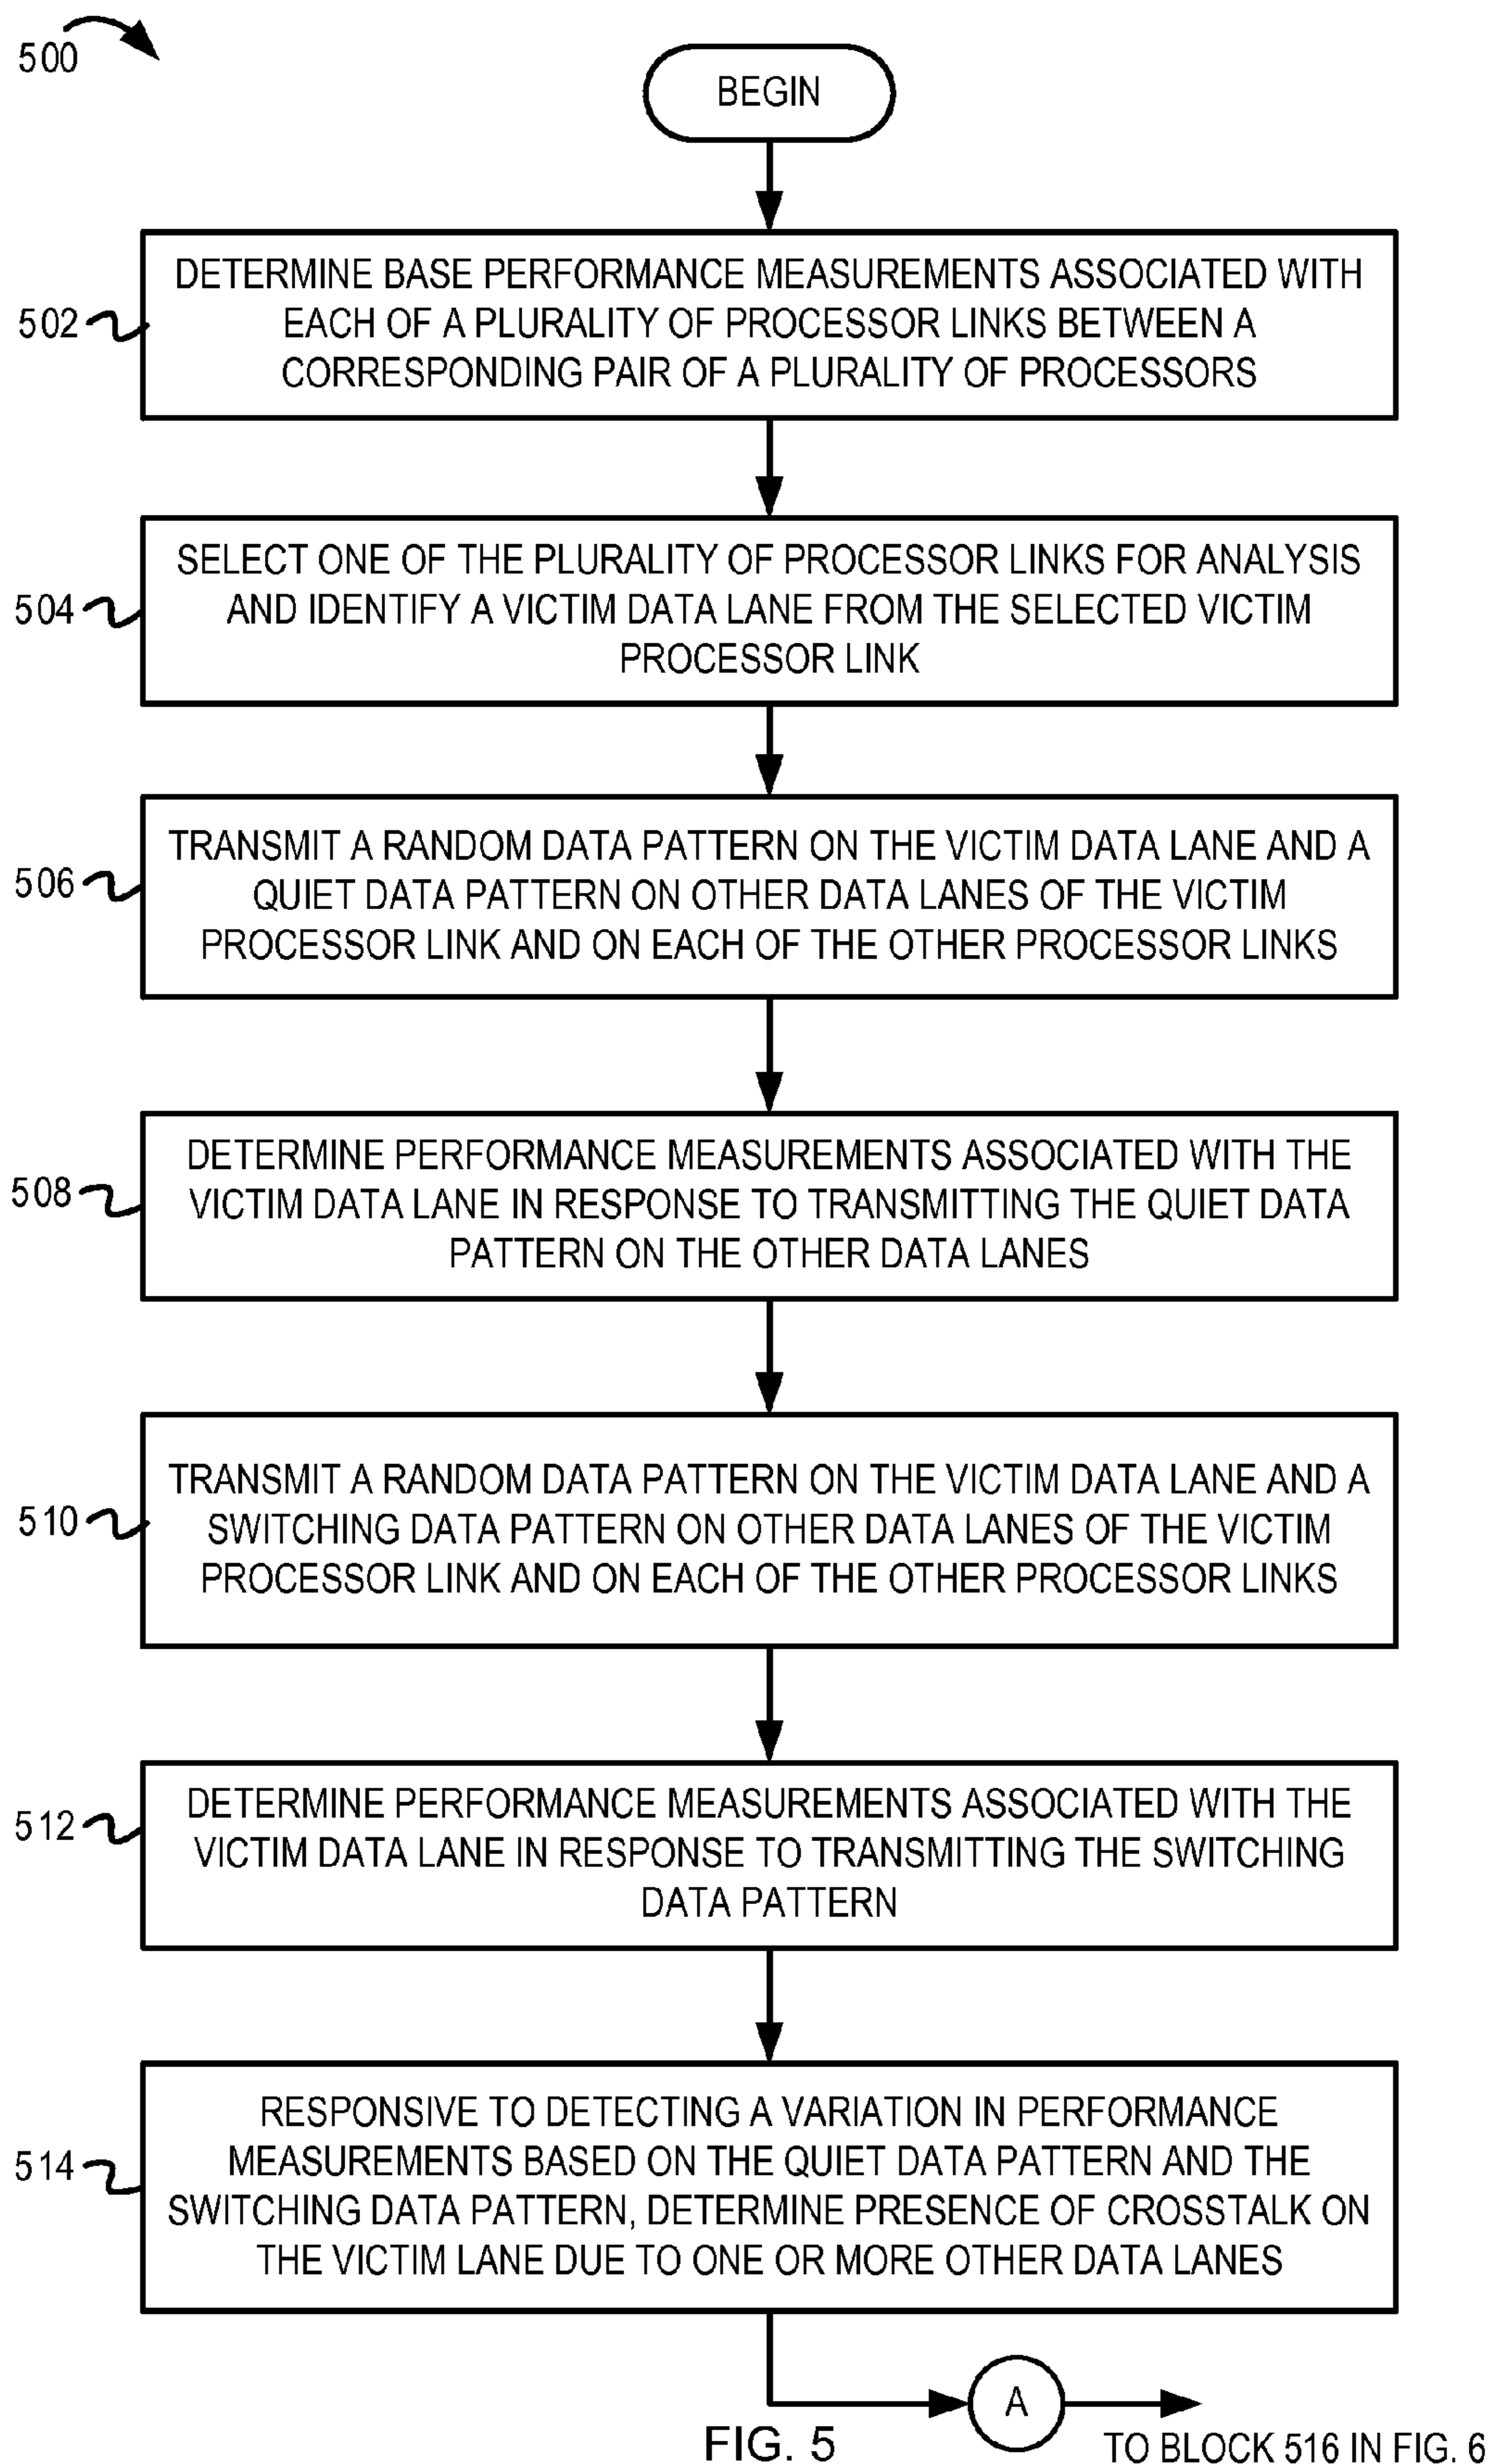 500
BEGIN
DETERMINE BASE PERFORMANCE MEASUREMENTS ASSOCIATED WITH
EACH OF A PLURALITY OF PROCESSOR LINKS BETWEEN A
CORRESPONDING PAIR OF A PLURALITY OF PROCESSORS
502
SELECT ONE OF THE PLURALITY OF PROCESSOR LINKS FOR ANALYSIS
AND IDENTIFY A VICTIM DATA LANE FROM THE SELECTED VICTIM
PROCESSOR LINK
504
TRANSMIT A RANDOM DATA PATTERN ON THE VICTIM DATA LANE AND A
QUIET DATA PATTERN ON OTHER DATA LANES OF THE VICTIM
PROCESSOR LINK AND ON EACH OF THE OTHER PROCESSOR LINKS
506
DETERMINE PERFORMANCE MEASUREMENTS ASSOCIATED WITH THE
VICTIM DATA LANE IN RESPONSE TO TRANSMITTING THE QUIET DATA
PATTERN ON THE OTHER DATA LANES
508
TRANSMIT A RANDOM DATA PATTERN ON THE VICTIM DATA LANE AND A
SWITCHING DATA PATTERN ON OTHER DATA LANES OF THE VICTIM
PROCESSOR LINK AND ON EACH OF THE OTHER PROCESSOR LINKS
510
DETERMINE PERFORMANCE MEASUREMENTS ASSOCIATED WITH THE
VICTIM DATA LANE IN RESPONSE TO TRANSMITTING THE SWITCHING
DATA PATTERN
512
RESPONSIVE TO DETECTING A VARIATION IN PERFORMANCE
MEASUREMENTS BASED ON THE QUIET DATA PATTERN AND THE
SWITCHING DATA PATTERN, DETERMINE PRESENCE OF CROSSTALK ON
THE VICTIM LANE DUE TO ONE OR MORE OTHER DATA LANES
514
A
FIG. 5
TO BLOCK 516 IN FIG. 6